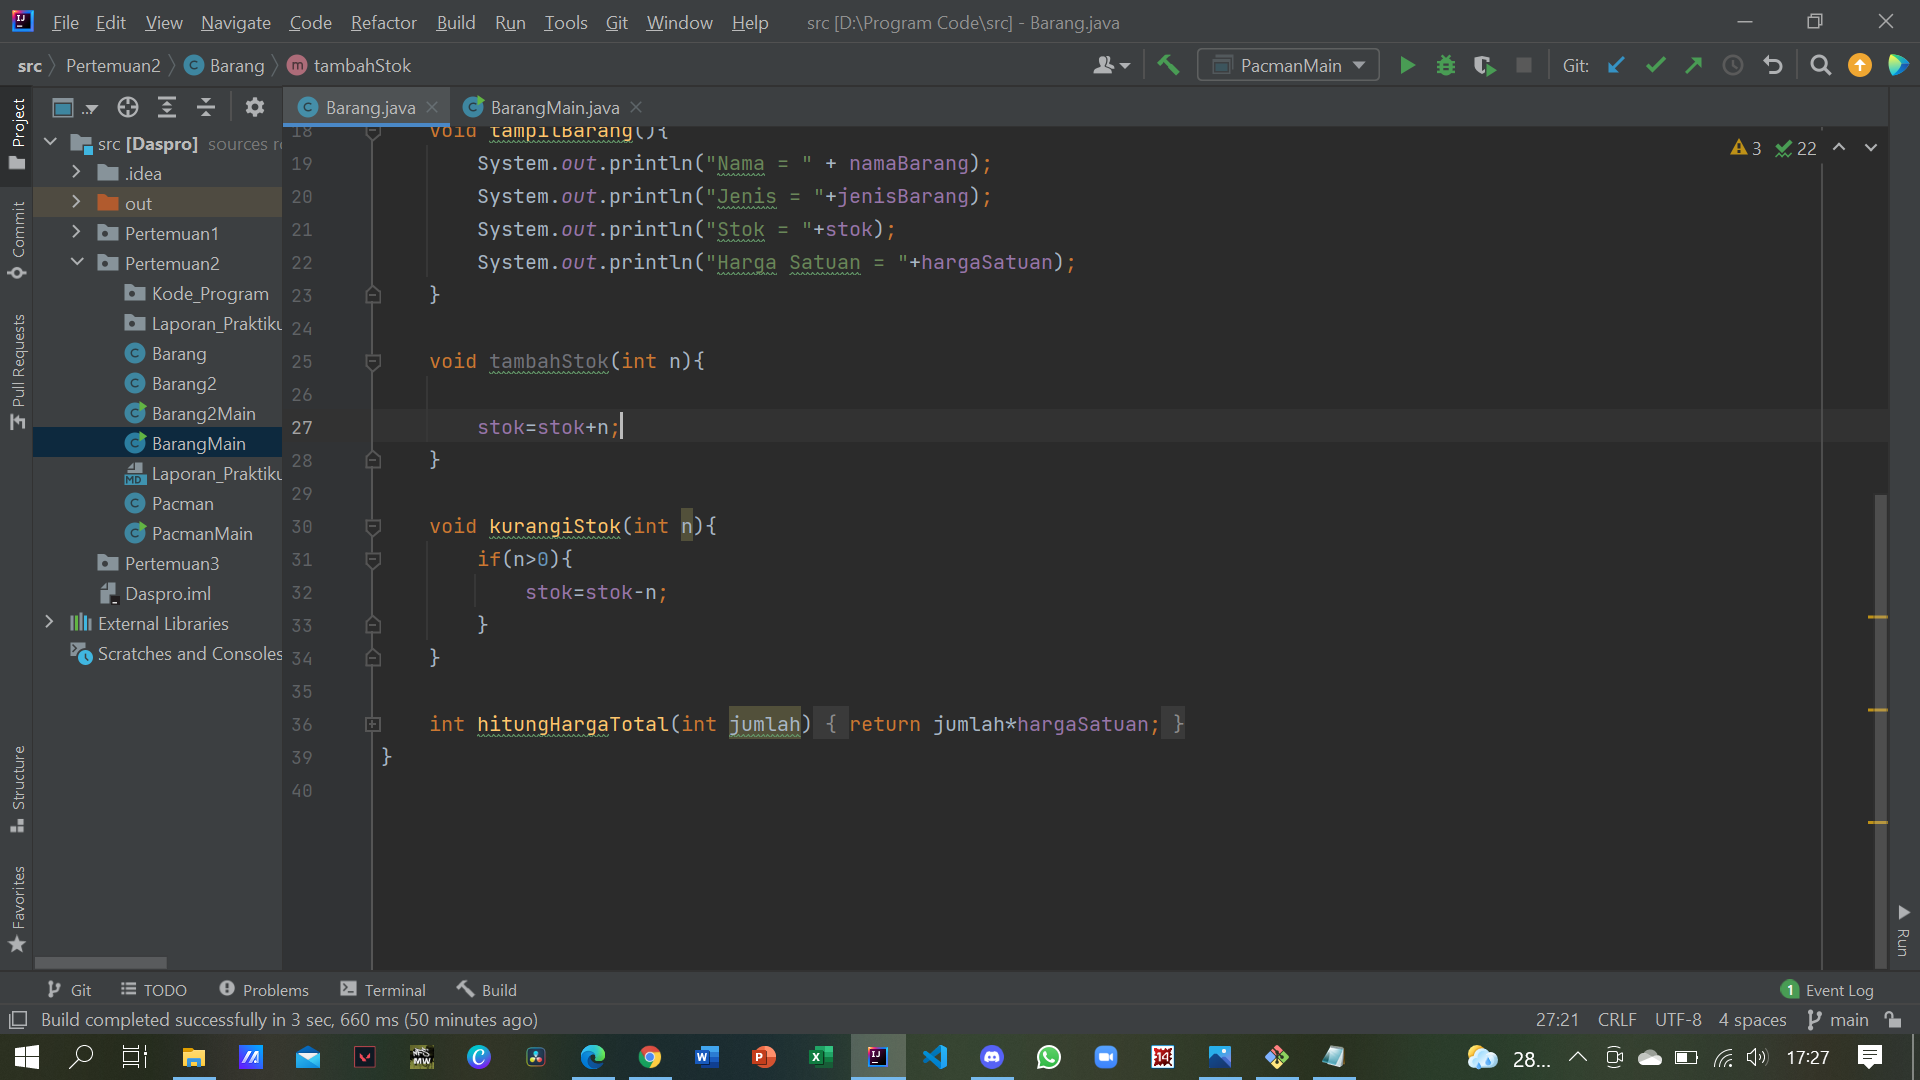 File Edit View Navigate Code Refactor Build Run Tools Git Window Help src [D:\Program Code\src] - Barang.java
src Pertemuan2 Barang tambahStok PacmanMain Git:
Project
Commit
Pull Requests
Structure
Favorites
src [Daspro] sources
.idea
out
Pertemuan1
Pertemuan2
Kode_Program
Laporan_Praktiku
Barang
Barang2
Barang2Main
BarangMain
Laporan_Praktiku
Pacman
PacmanMain
Pertemuan3
Daspro.iml
External Libraries
Scratches and Consoles
Barang.java BarangMain.java
3 22
18 void tampilBarang(){
19 System.out.println("Nama = " + namaBarang);
20 System.out.println("Jenis = "+jenisBarang);
21 System.out.println("Stok = "+stok);
22 System.out.println("Harga Satuan = "+hargaSatuan);
23 }
24
25 void tambahStok(int n){
26
27 stok=stok+n;
28 }
29
30 void kurangiStok(int n){
31 if(n>0){
32 stok=stok-n;
33 }
34 }
35
36 int hitungHargaTotal(int jumlah) { return jumlah*hargaSatuan; }
39 }
40
Run
Git TODO Problems Terminal Build 1 Event Log
Build completed successfully in 3 sec, 660 ms (50 minutes ago) 27:21 CRLF UTF-8 4 spaces main
28... 17:27